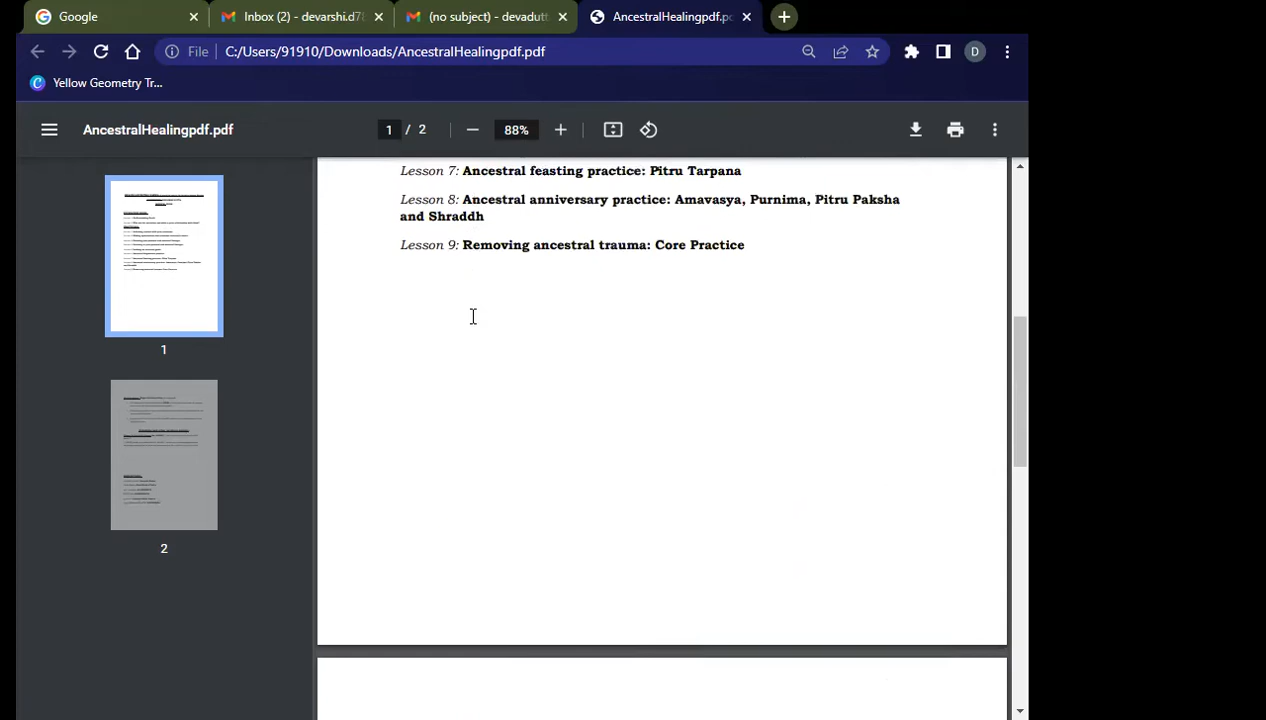 Google
Inbox (2) - devarshi.d78
(no subject) - devadutt
AncestralHealingpdf.pd
File C:/Users/91910/Downloads/AncestralHealingpdf.pdf
D
Yellow Geometry Tr...
AncestralHealingpdf.pdf
1 / 2
88%
Lesson 7: Ancestral feasting practice: Pitru Tarpana
Lesson 8: Ancestral anniversary practice: Amavasya, Purnima, Pitru Paksha
and Shraddh
Lesson 9: Removing ancestral trauma: Core Practice
1
2